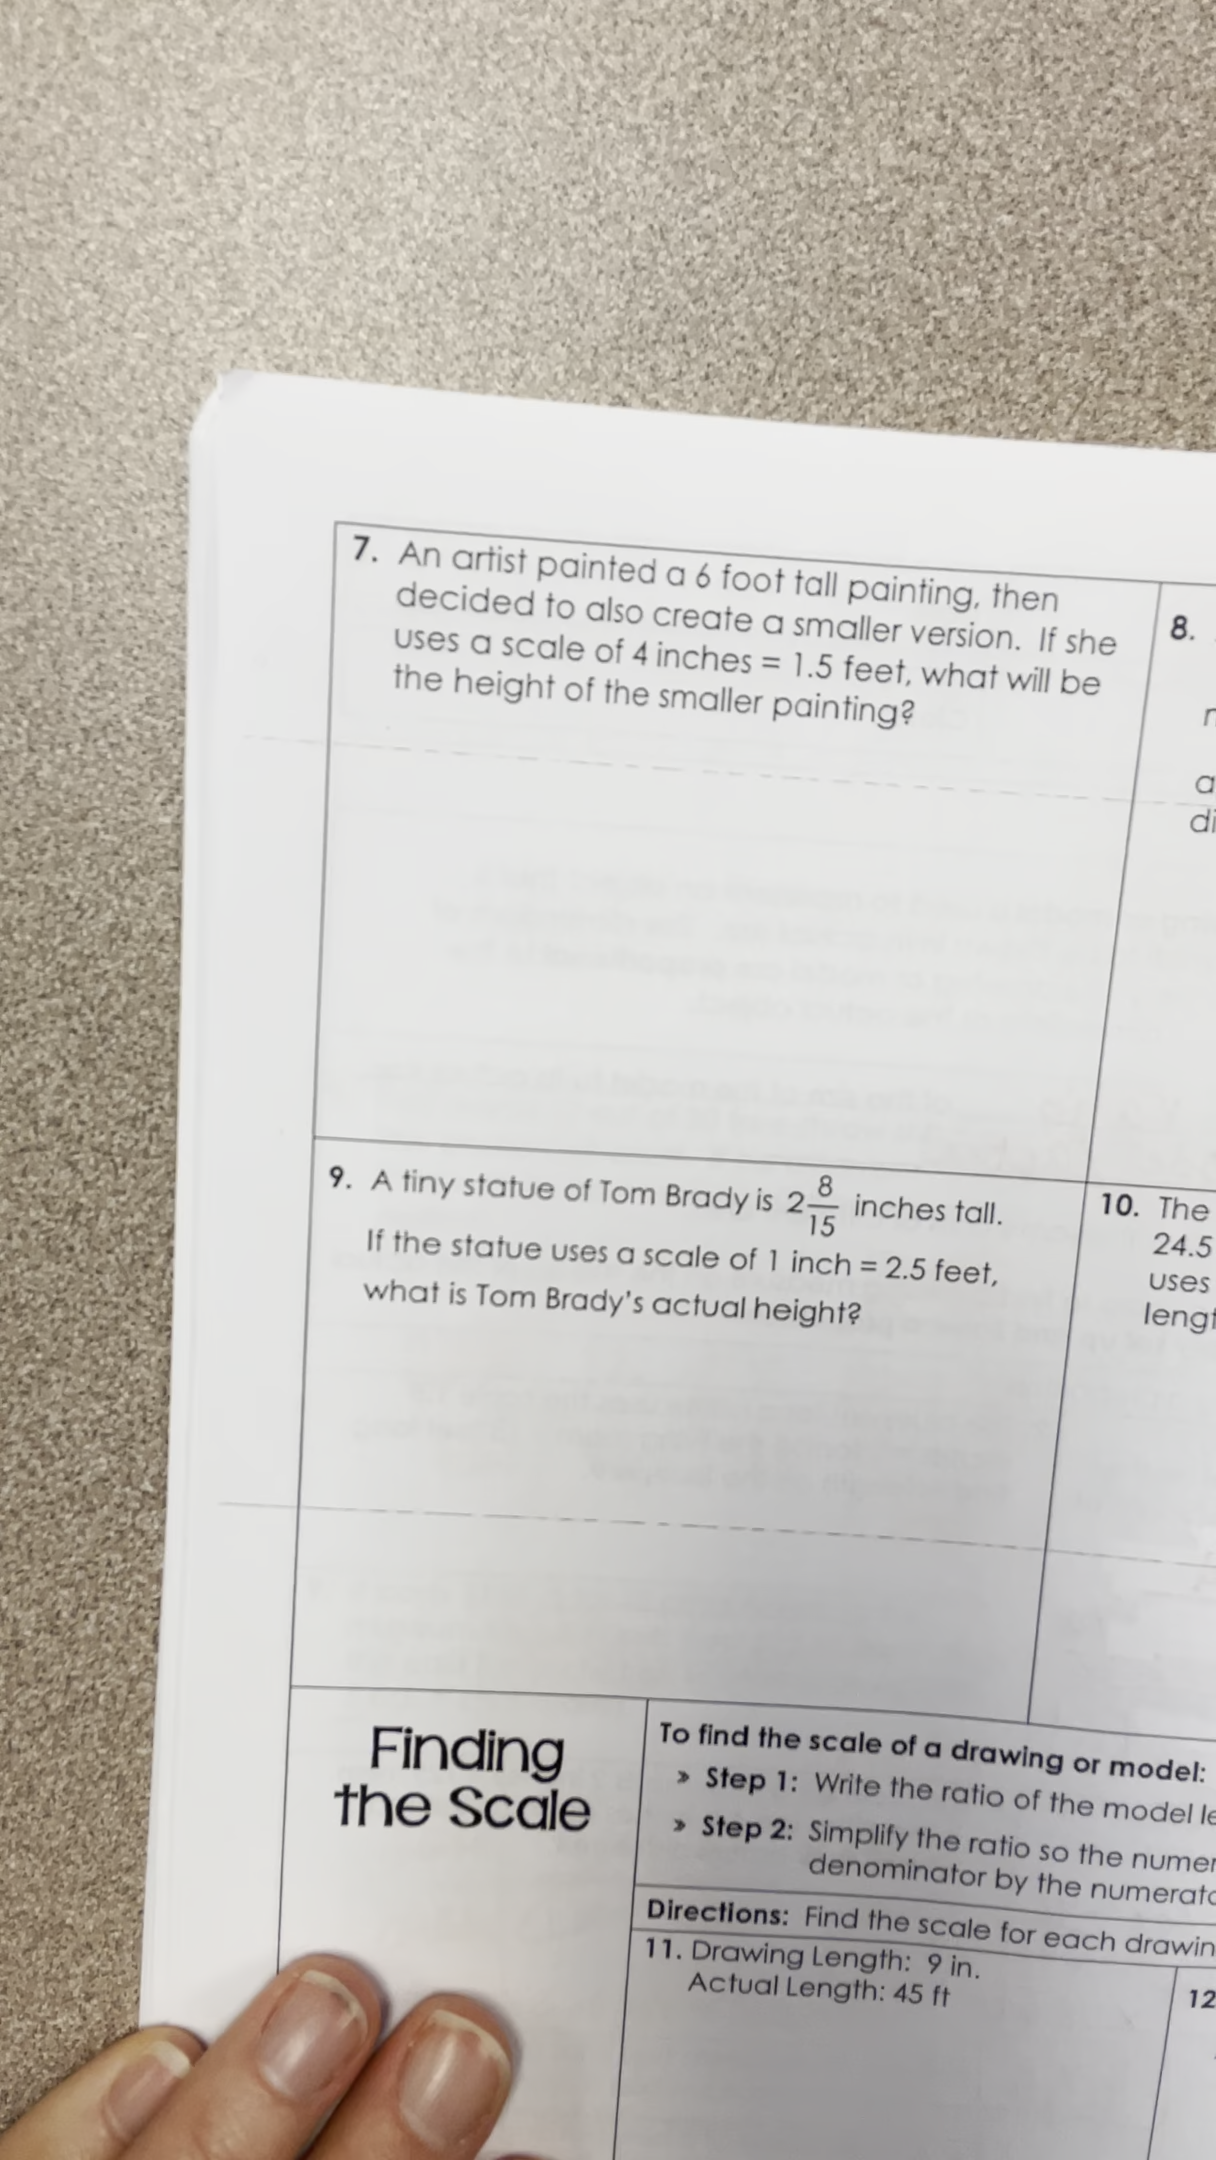 7. An artist painted a 6 foot tall painting, then
decided to also create a smaller version. If she
uses a scale of 4 inches = 1.5 feet, what will be
the height of the smaller painting?
8.
a
di
9. A tiny statue of Tom Brady is 2 8/15 inches tall.
If the statue uses a scale of 1 inch = 2.5 feet,
what is Tom Brady's actual height?
10. The
24.5
uses
lengt
Finding
the Scale
To find the scale of a drawing or model:
» Step 1: Write the ratio of the model le
» Step 2: Simplify the ratio so the numer
denominator by the numerato
Directions: Find the scale for each drawin
11. Drawing Length: 9 in.
Actual Length: 45 ft
12